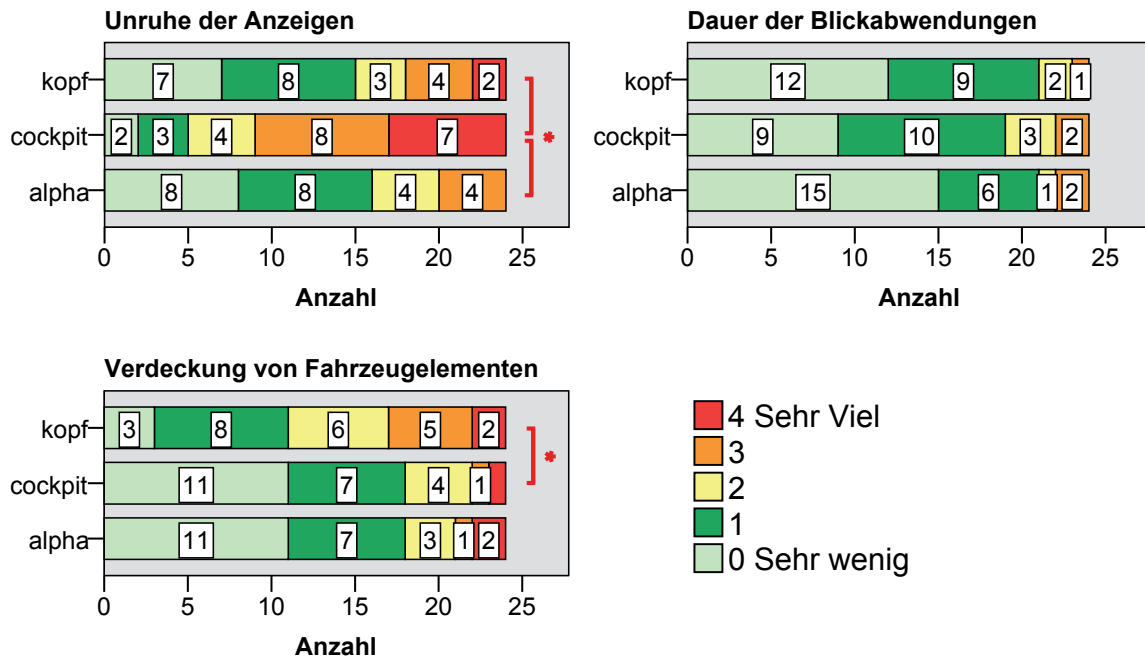 Unruhe der Anzeigen
kopf 7 8 3 4 2
cockpit 2 3 4 8 7 *
alpha 8 8 4 4
0 5 10 15 20 25
Anzahl
Dauer der Blickabwendungen
kopf 12 9 2 1
cockpit 9 10 3 2
alpha 15 6 1 2
0 5 10 15 20 25
Anzahl
Verdeckung von Fahrzeugelementen
kopf 3 8 6 5 2
*
cockpit 11 7 4 1
alpha 11 7 3 1 2
0 5 10 15 20 25
Anzahl
4 Sehr Viel
3
2
1
0 Sehr wenig